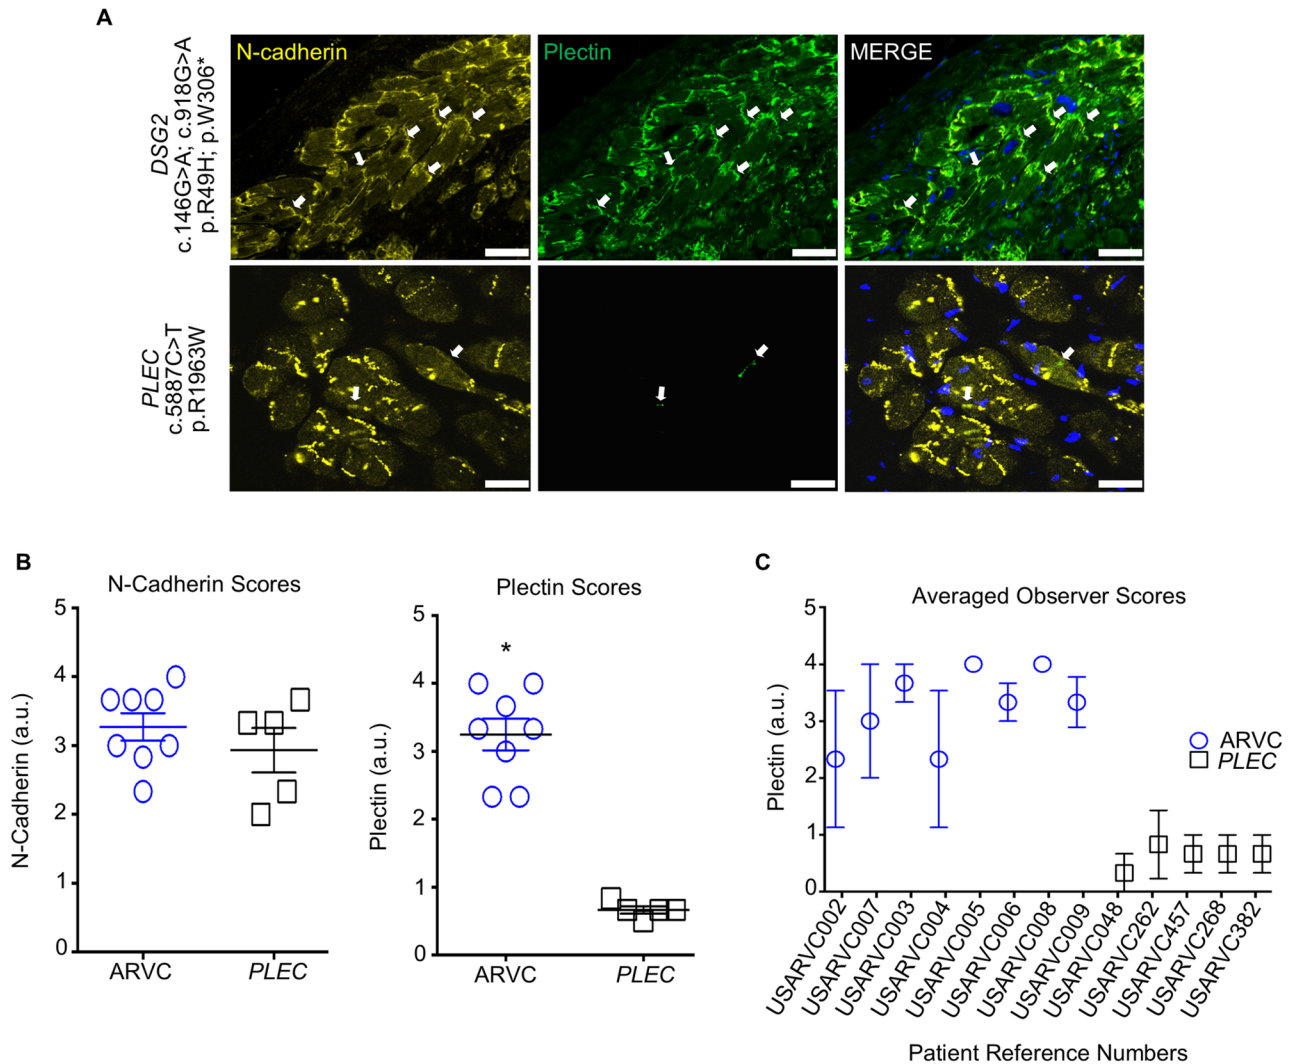 A
DSG2
c.146G>A; c.918G>A
p.R49H; p.W306*
N-cadherin
Plectin
MERGE
PLEC
c.5887C>T
p.R1963W
B
N-Cadherin Scores
N-Cadherin (a.u.)
5
4
3
2
1
0
ARVC
PLEC
Plectin Scores
Plectin (a.u.)
5
4
3
2
1
0
*
ARVC
PLEC
C
Averaged Observer Scores
Plectin (a.u.)
5
4
3
2
1
0
ARVC
PLEC
USARVC002
USARVC007
USARVC003
USARVC004
USARVC005
USARVC006
USARVC008
USARVC009
USARVC048
USARVC262
USARVC457
USARVC268
USARVC382
Patient Reference Numbers